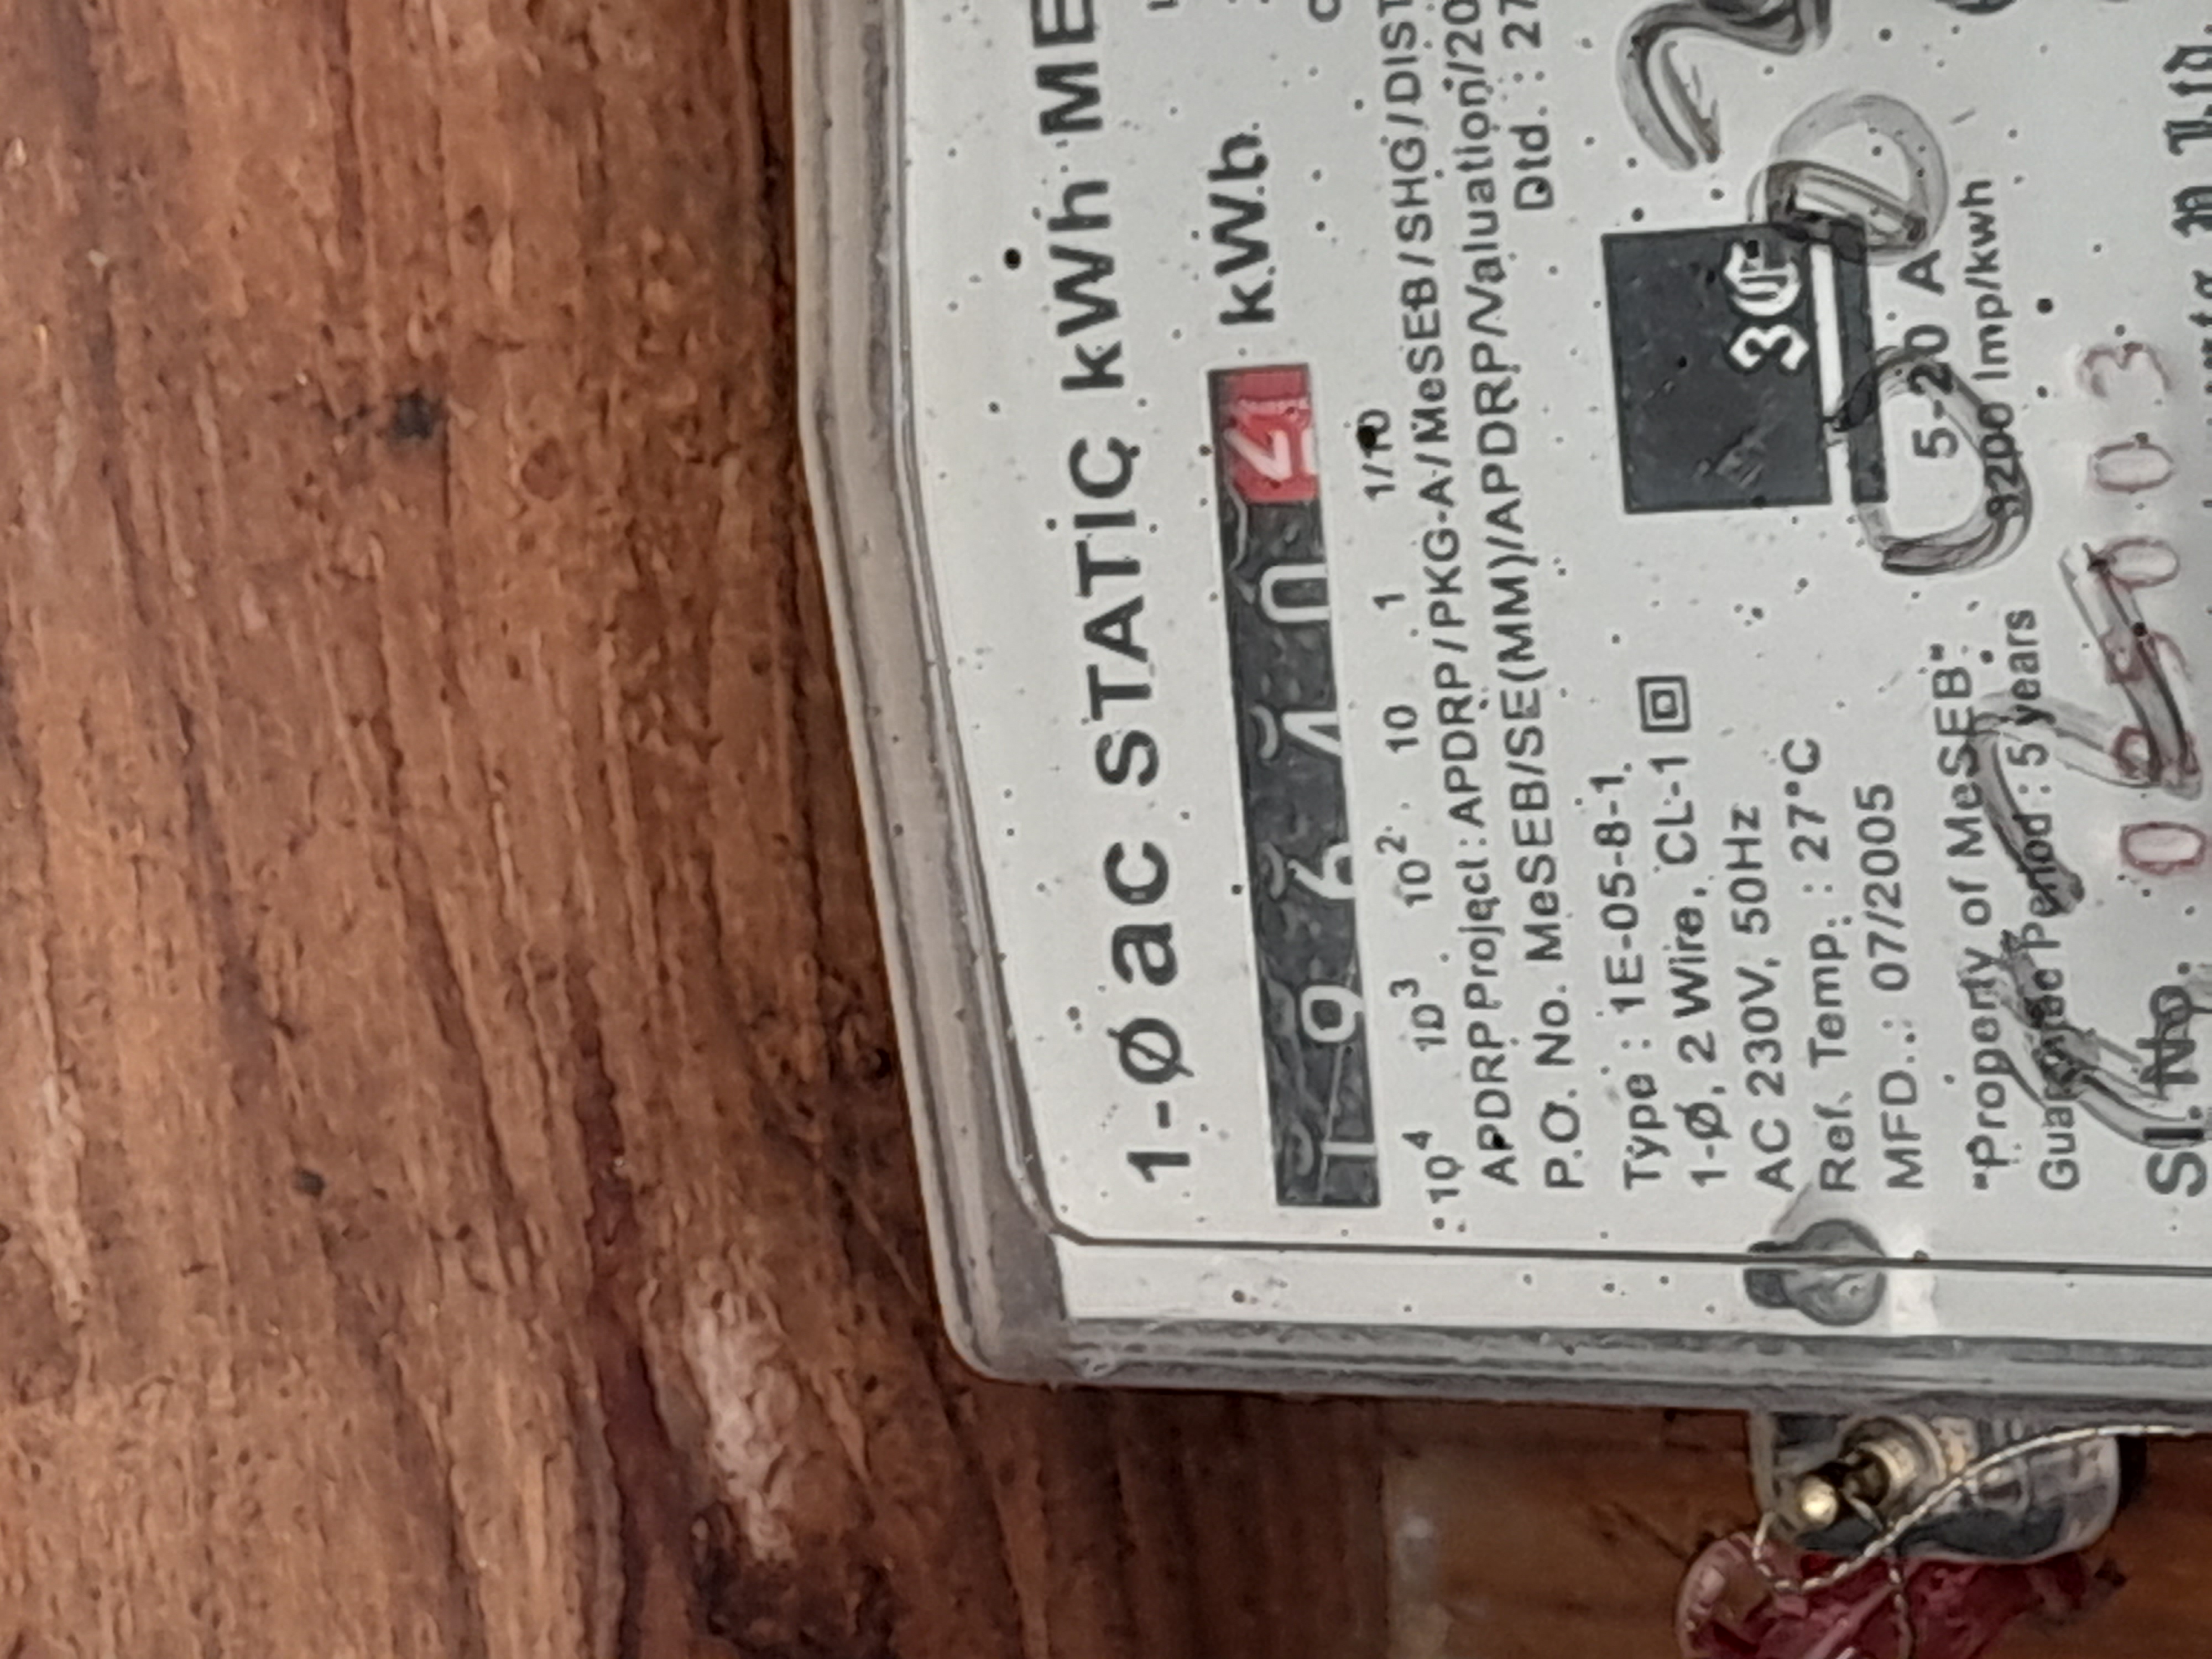 1-Ø ac STATIC kWh ME
kWh
10⁴ 10³ 10² 10 1 1/10
APDRP Project : APDRP / PKG-A / MeSEB / SHG / DIST
P.O. No. MeSEB/SE(MM)/APDRP/Valuation/20
Dtd. : 27
Type : 1E-05-8-1
1-Ø, 2 Wire, CL-1
AC 230V, 50Hz
Ref. Temp. : 27°C
MFD. : 07/2005
5-20 A
3200 Imp/kwh
"Property of MeSEB"
Guarantee Period : 5 years
Sl. No.